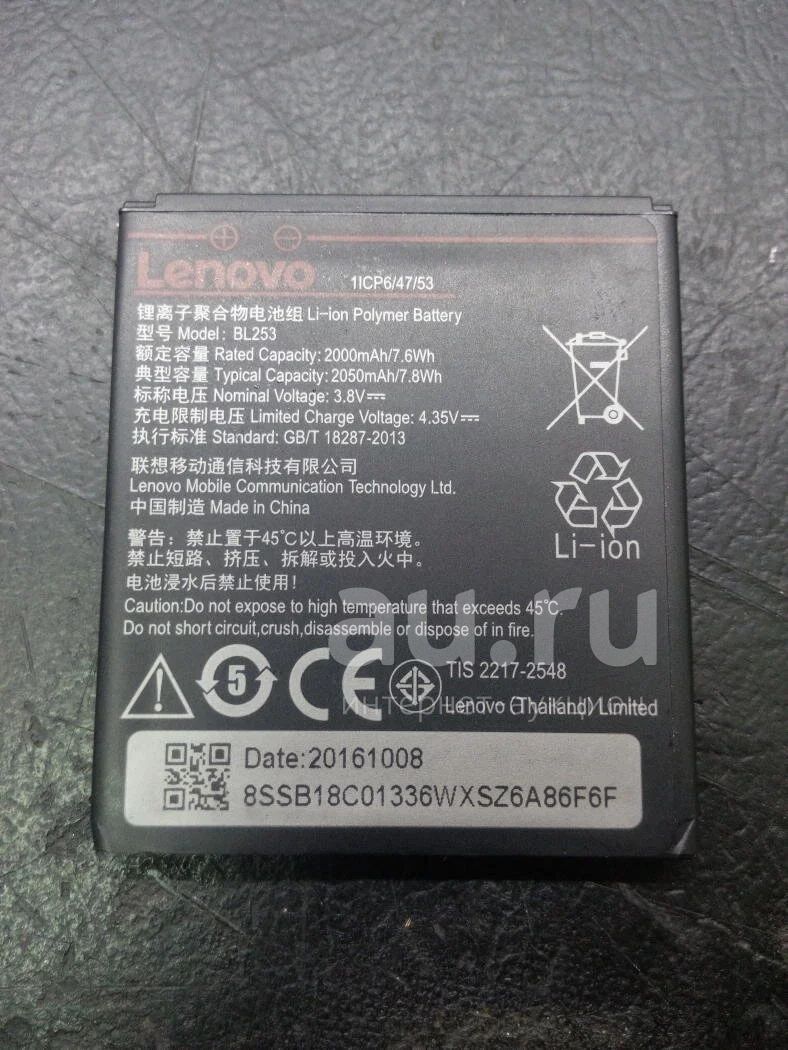 Lenovo
1ICP6/47/53
锂离子聚合物电池组 Li-ion Polymer Battery
型号 Model: BL253
额定容量 Rated Capacity: 2000mAh/7.6Wh
典型容量 Typical Capacity: 2050mAh/7.8Wh
标称电压 Nominal Voltage: 3.8V⎓
充电限制电压 Limited Charge Voltage: 4.35V⎓
执行标准 Standard: GB/T 18287-2013
联想移动通信科技有限公司
Lenovo Mobile Communication Technology Ltd.
中国制造 Made in China
Li-ion
警告: 禁止置于45℃以上高温环境。
禁止短路、挤压、拆解或投入火中。
电池浸水后禁止使用!
Caution:Do not expose to high temperature that exceeds 45℃.
Do not short circuit,crush,disassemble or dispose of in fire.
au.ru
интернет-аукцион
5
CE
TIS 2217-2548
Lenovo (Thailand) Limited
Date:20161008
8SSB18C01336WXSZ6A86F6F